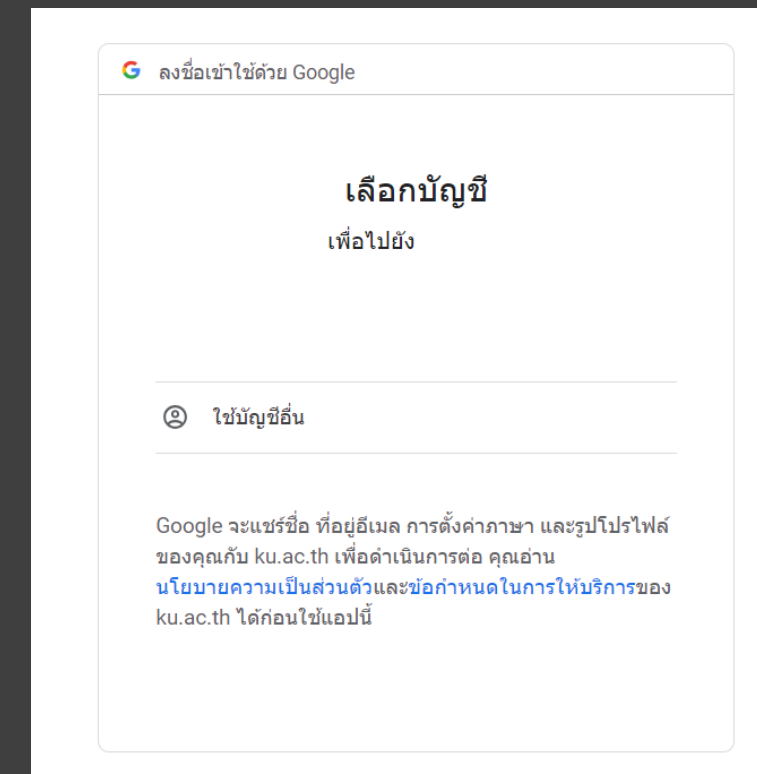 ลงชื่อเข้าใช้ด้วย Google
เลือกบัญชี
เพื่อไปยัง
ใช้บัญชีอื่น
Google จะแชร์ชื่อ ที่อยู่อีเมล การตั้งค่าภาษา และรูปโปรไฟล์
ของคุณกับ ku.ac.th เพื่อดำเนินการต่อ คุณอ่าน
นโยบายความเป็นส่วนตัวและข้อกำหนดในการให้บริการของ
ku.ac.th ได้ก่อนใช้แอปนี้